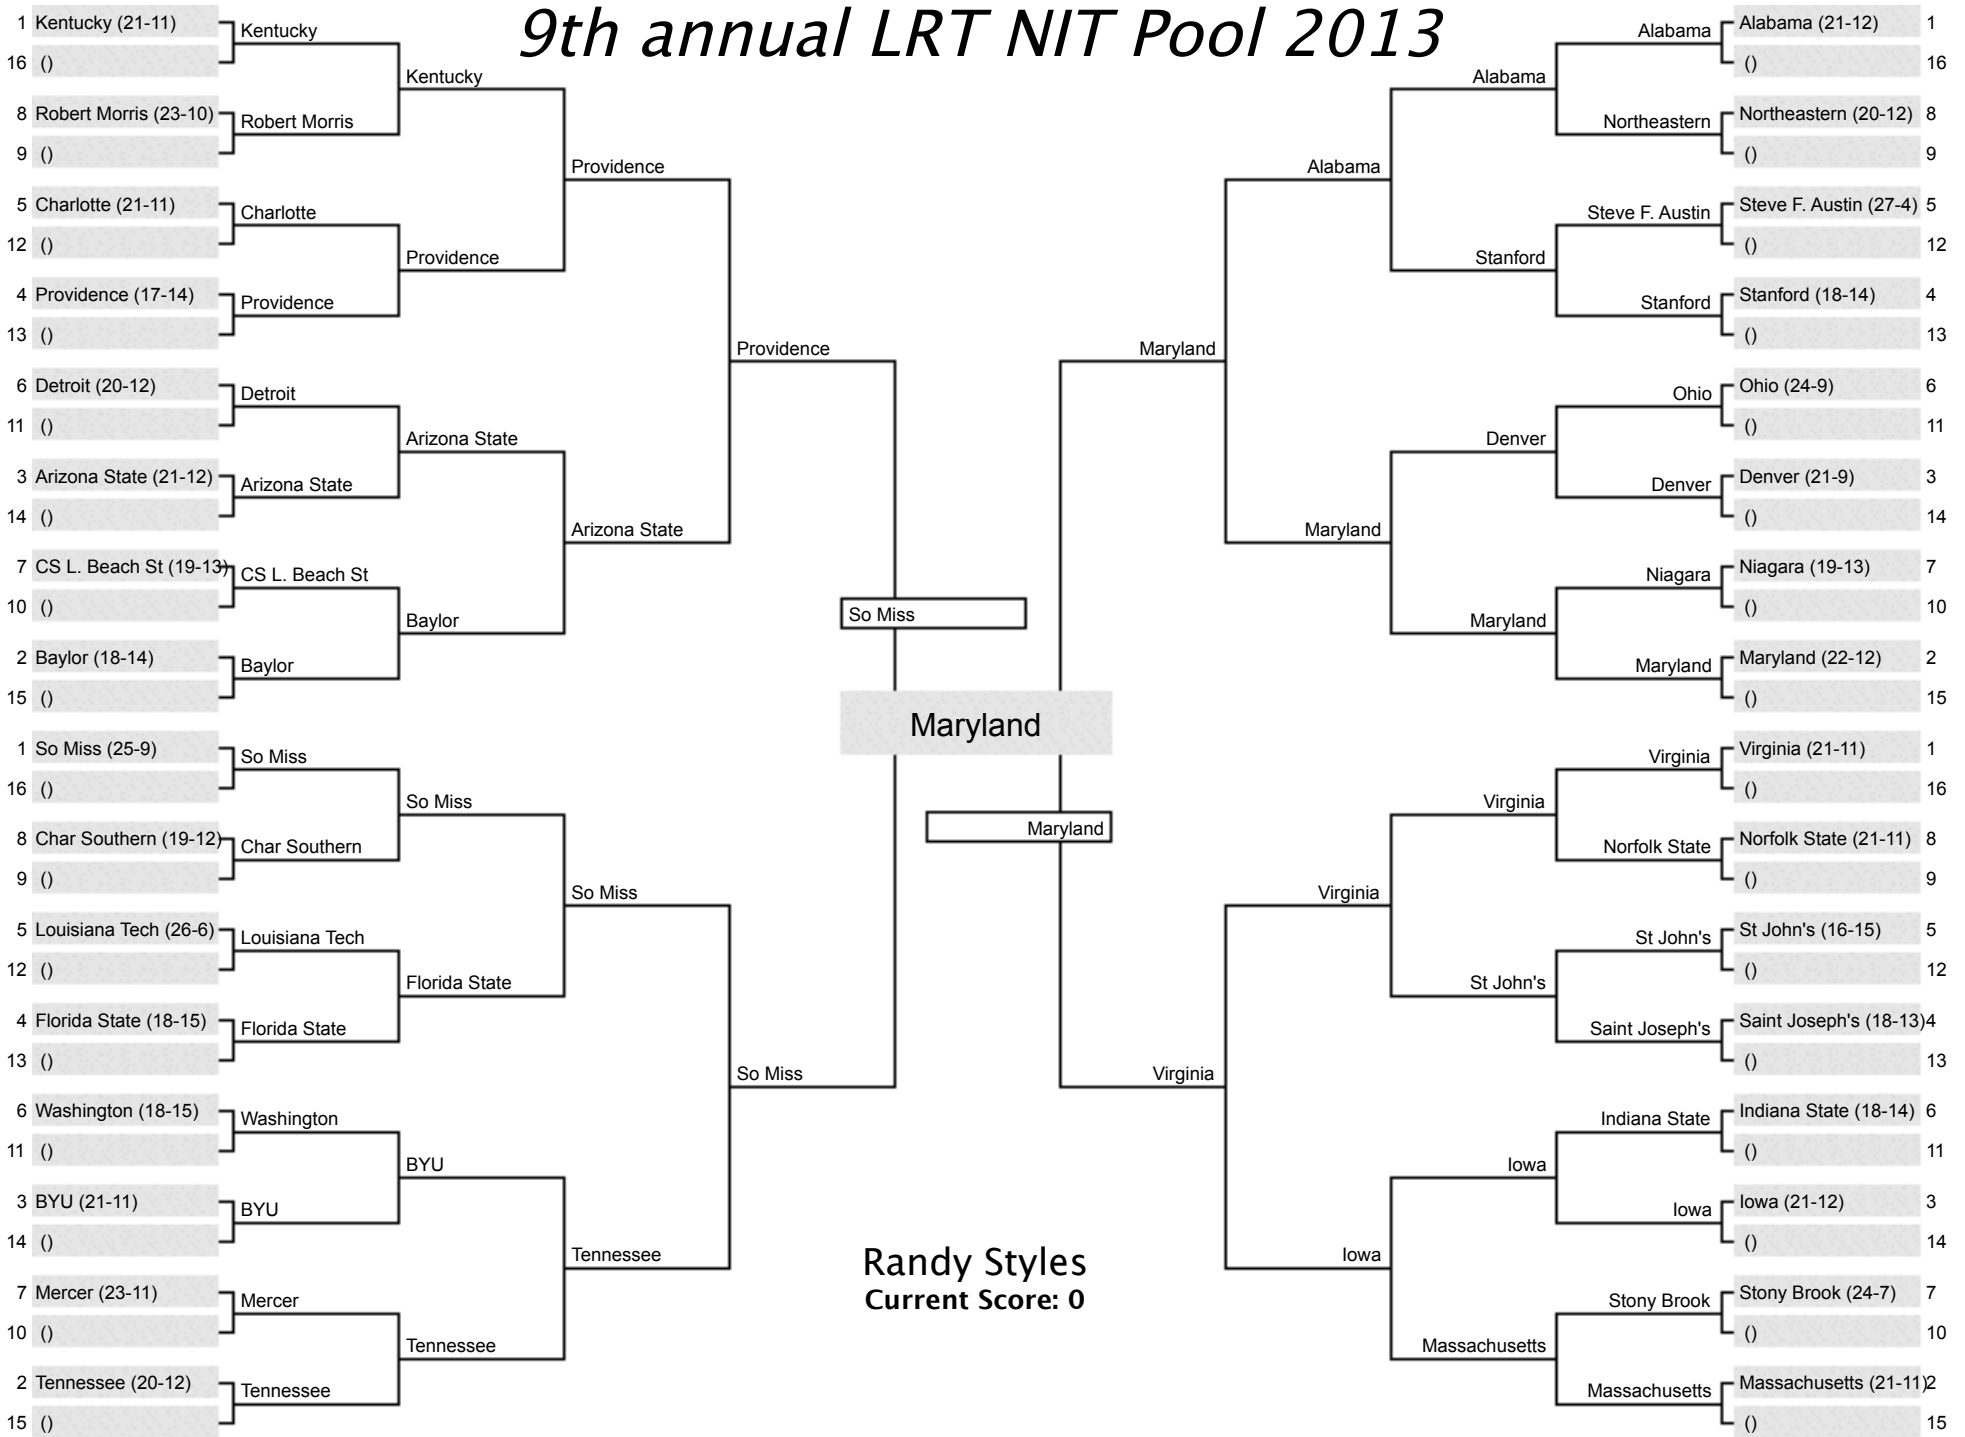 9th annual LRT NIT Pool 2013
1 Kentucky (21-11)
16 ()
8 Robert Morris (23-10)
9 ()
5 Charlotte (21-11)
12 ()
4 Providence (17-14)
13 ()
6 Detroit (20-12)
11 ()
3 Arizona State (21-12)
14 ()
7 CS L. Beach St (19-13)
10 ()
2 Baylor (18-14)
15 ()
1 So Miss (25-9)
16 ()
8 Char Southern (19-12)
9 ()
5 Louisiana Tech (26-6)
12 ()
4 Florida State (18-15)
13 ()
6 Washington (18-15)
11 ()
3 BYU (21-11)
14 ()
7 Mercer (23-11)
10 ()
2 Tennessee (20-12)
15 ()
Kentucky
Robert Morris
Charlotte
Providence
Detroit
Arizona State
CS L. Beach St
Baylor
So Miss
Char Southern
Louisiana Tech
Florida State
Washington
BYU
Mercer
Tennessee
Kentucky
Providence
Arizona State
Baylor
So Miss
Florida State
BYU
Tennessee
Providence
Arizona State
So Miss
Tennessee
Providence
So Miss
So Miss
Maryland
Maryland
Randy Styles
Current Score: 0
Maryland
Virginia
Alabama
Maryland
Virginia
Iowa
Alabama
Stanford
Denver
Maryland
Virginia
St John's
Iowa
Massachusetts
Alabama
Northeastern
Steve F. Austin
Stanford
Ohio
Denver
Niagara
Maryland
Virginia
Norfolk State
St John's
Saint Joseph's
Indiana State
Iowa
Stony Brook
Massachusetts
Alabama (21-12) 1
() 16
Northeastern (20-12) 8
() 9
Steve F. Austin (27-4) 5
() 12
Stanford (18-14) 4
() 13
Ohio (24-9) 6
() 11
Denver (21-9) 3
() 14
Niagara (19-13) 7
() 10
Maryland (22-12) 2
() 15
Virginia (21-11) 1
() 16
Norfolk State (21-11) 8
() 9
St John's (16-15) 5
() 12
Saint Joseph's (18-13) 4
() 13
Indiana State (18-14) 6
() 11
Iowa (21-12) 3
() 14
Stony Brook (24-7) 7
() 10
Massachusetts (21-11) 2
() 15